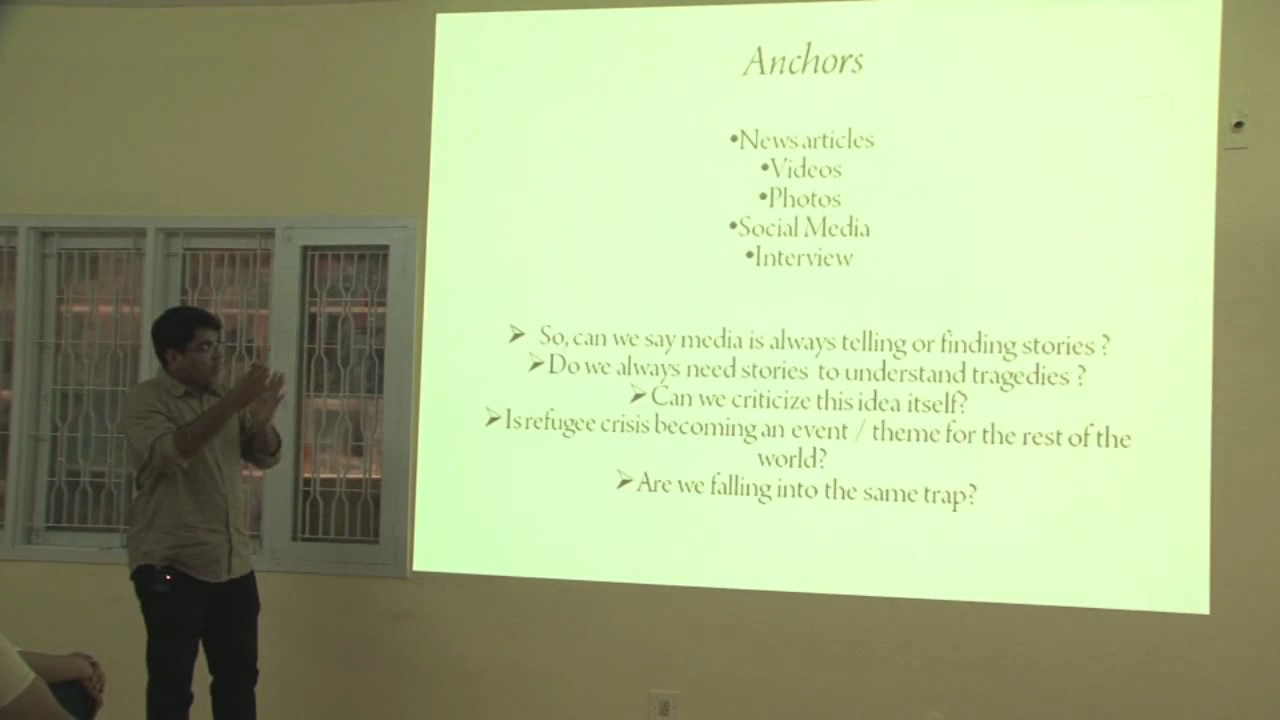 Anchors
•News articles
•Videos
•Photos
•Social Media
•Interview
➢ So, can we say media is always telling or finding stories ?
➢Do we always need stories to understand tragedies ?
➢Can we criticize this idea itself?
➢Is refugee crisis becoming an event / theme for the rest of the
world?
➢Are we falling into the same trap?